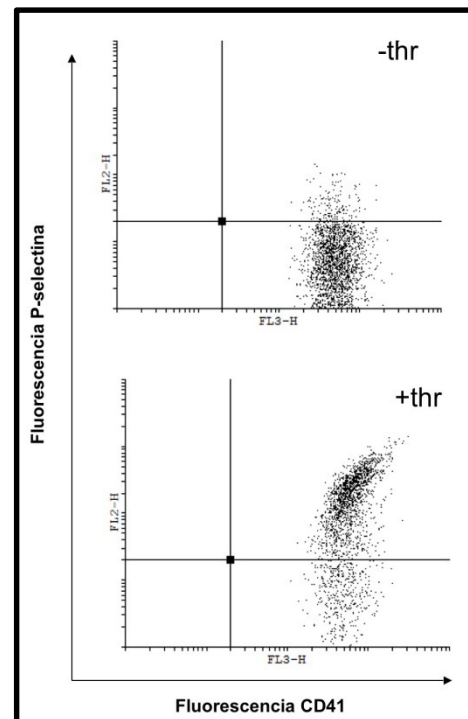 -thr
FL2-H
FL3-H
Fluorescencia P-selectina
+thr
FL2-H
FL3-H
Fluorescencia CD41